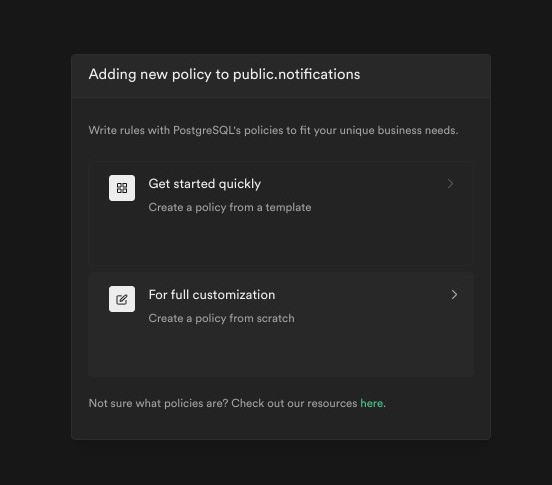 Adding new policy to public.notifications
Write rules with PostgreSQL's policies to fit your unique business needs.
Get started quickly
Create a policy from a template
For full customization
Create a policy from scratch
Not sure what policies are? Check out our resources here.